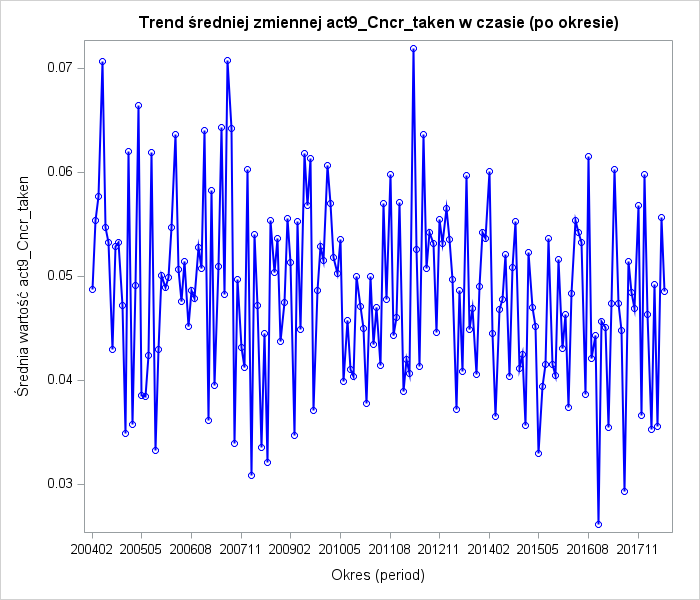 Trend średniej zmiennej act9_Cncr_taken w czasie (po okresie)
Średnia wartość act9_Cncr_taken
0.07
0.06
0.05
0.04
0.03
200402 200505 200608 200711 200902 201005 201108 201211 201402 201505 201608 201711
Okres (period)